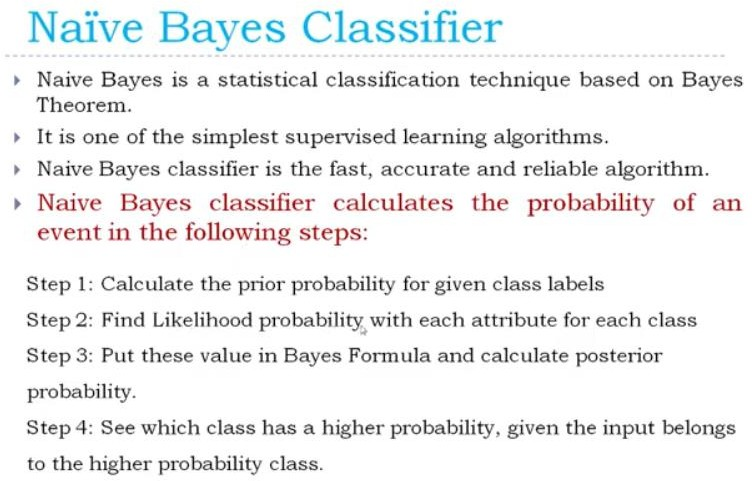 Naïve Bayes Classifier
Naive Bayes is a statistical classification technique based on Bayes
Theorem.
It is one of the simplest supervised learning algorithms.
Naive Bayes classifier is the fast, accurate and reliable algorithm.
Naive Bayes classifier calculates the probability of an
event in the following steps:
Step 1: Calculate the prior probability for given class labels
Step 2: Find Likelihood probability with each attribute for each class
Step 3: Put these value in Bayes Formula and calculate posterior
probability.
Step 4: See which class has a higher probability, given the input belongs
to the higher probability class.